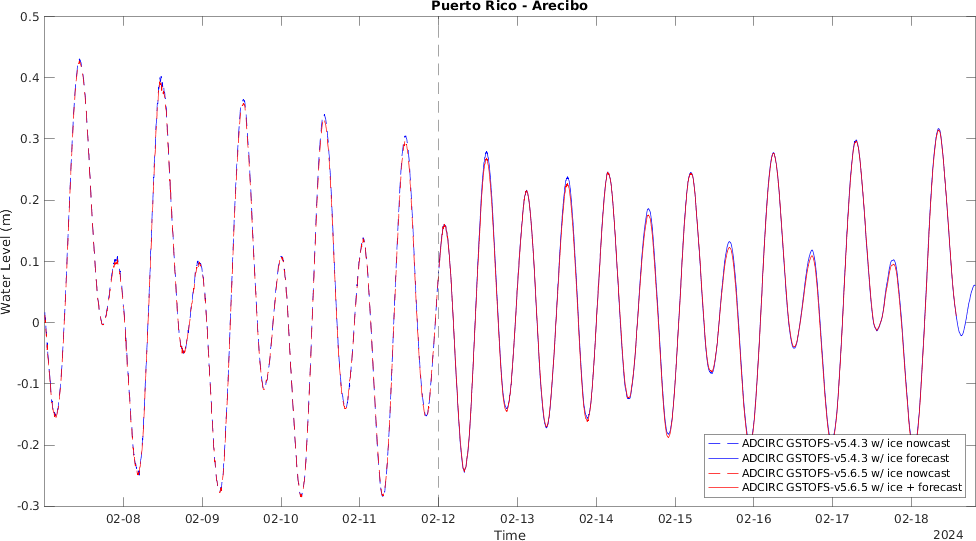 Puerto Rico - Arecibo
0.5
0.4
0.3
0.2
0.1
0
-0.1
-0.2
-0.3
Water Level (m)
ADCIRC GSTOFS-v5.4.3 w/ ice nowcast
ADCIRC GSTOFS-v5.4.3 w/ ice forecast
ADCIRC GSTOFS-v5.6.5 w/ ice nowcast
ADCIRC GSTOFS-v5.6.5 w/ ice + forecast
02-08 02-09 02-10 02-11 02-12 02-13 02-14 02-15 02-16 02-17 02-18
Time
2024